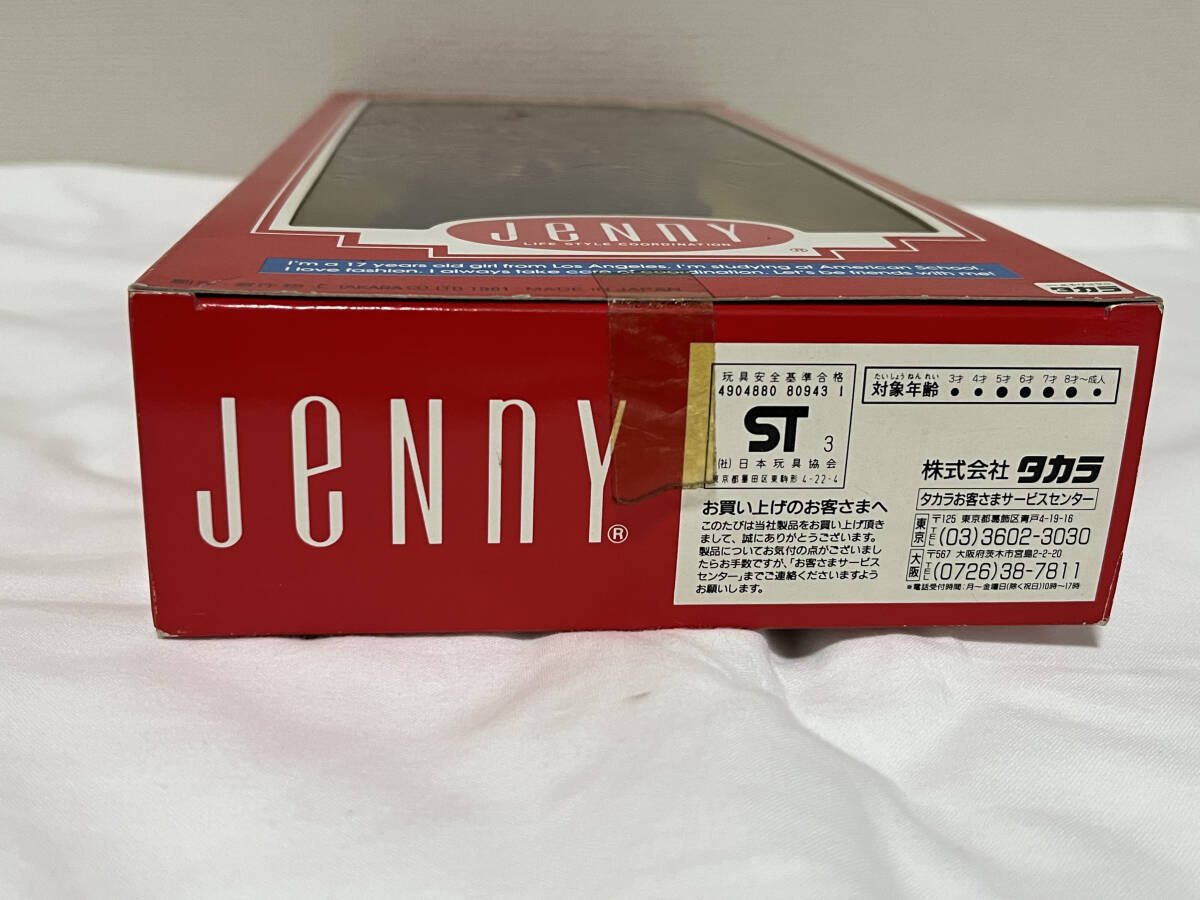 JeNNY
LIFE STYLE COORDINATION
®
I'm a 17 years old girl from Los Angeles. I'm studying at American School.
I love fashion. I always take care of coordination. Let's be friends with me!
© TAKARA CO., LTD 1981 MADE IN JAPAN
タカラ
JeNNY®
玩具安全基準合格
4904880 80943 1
ST 3
(社)日本玩具協会
東京都墨田区東駒形 4-22-4
たいしょうねんれい
対象年齢
3才 4才 5才 6才 7才 8才〜成人
株式会社 タカラ
タカラお客さまサービスセンター
東京 〒125 東京都葛飾区青戸4-19-16
TEL (03)3602-3030
大阪 〒567 大阪府茨木市宮島2-2-20
TEL (0726)38-7811
*電話受付時間:月〜金曜日(除く祝日)10時〜17時
お買い上げのお客さまへ
このたびは当社製品をお買い上げ頂き
まして、誠にありがとうございます。
製品についてお気付の点がございまし
たらお手数ですが、「お客さまサービス
センター」までご連絡くださいますよう
お願いします。